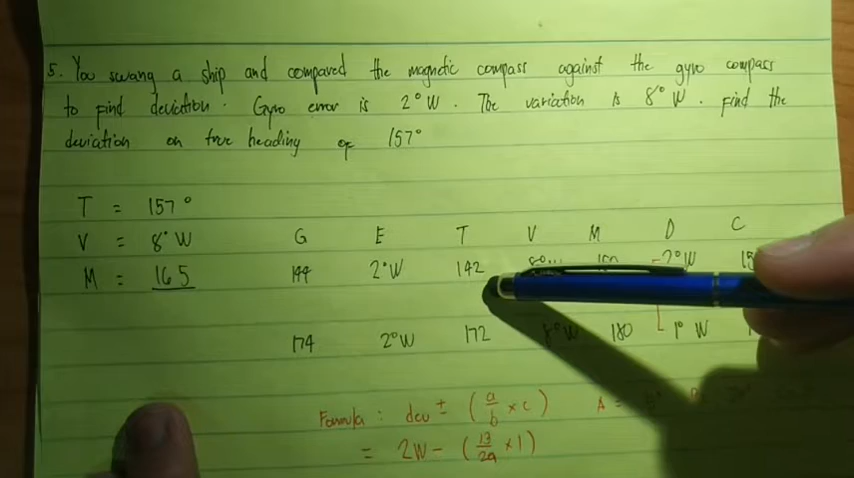 5. You swang a ship and compared the magnetic compass against the gyro compass
to find deviation. Gyro error is 2° W. The variation is 8° W. find the
deviation on true heading of 157°
T = 157°
V = 8° W
M = 165
G E T V M D C
144 2°W 142 2°W
174 2°W 172 8°W 180 1° W
Formula : dev ± (a/b × c)
= 2W - (13/29 × 1)